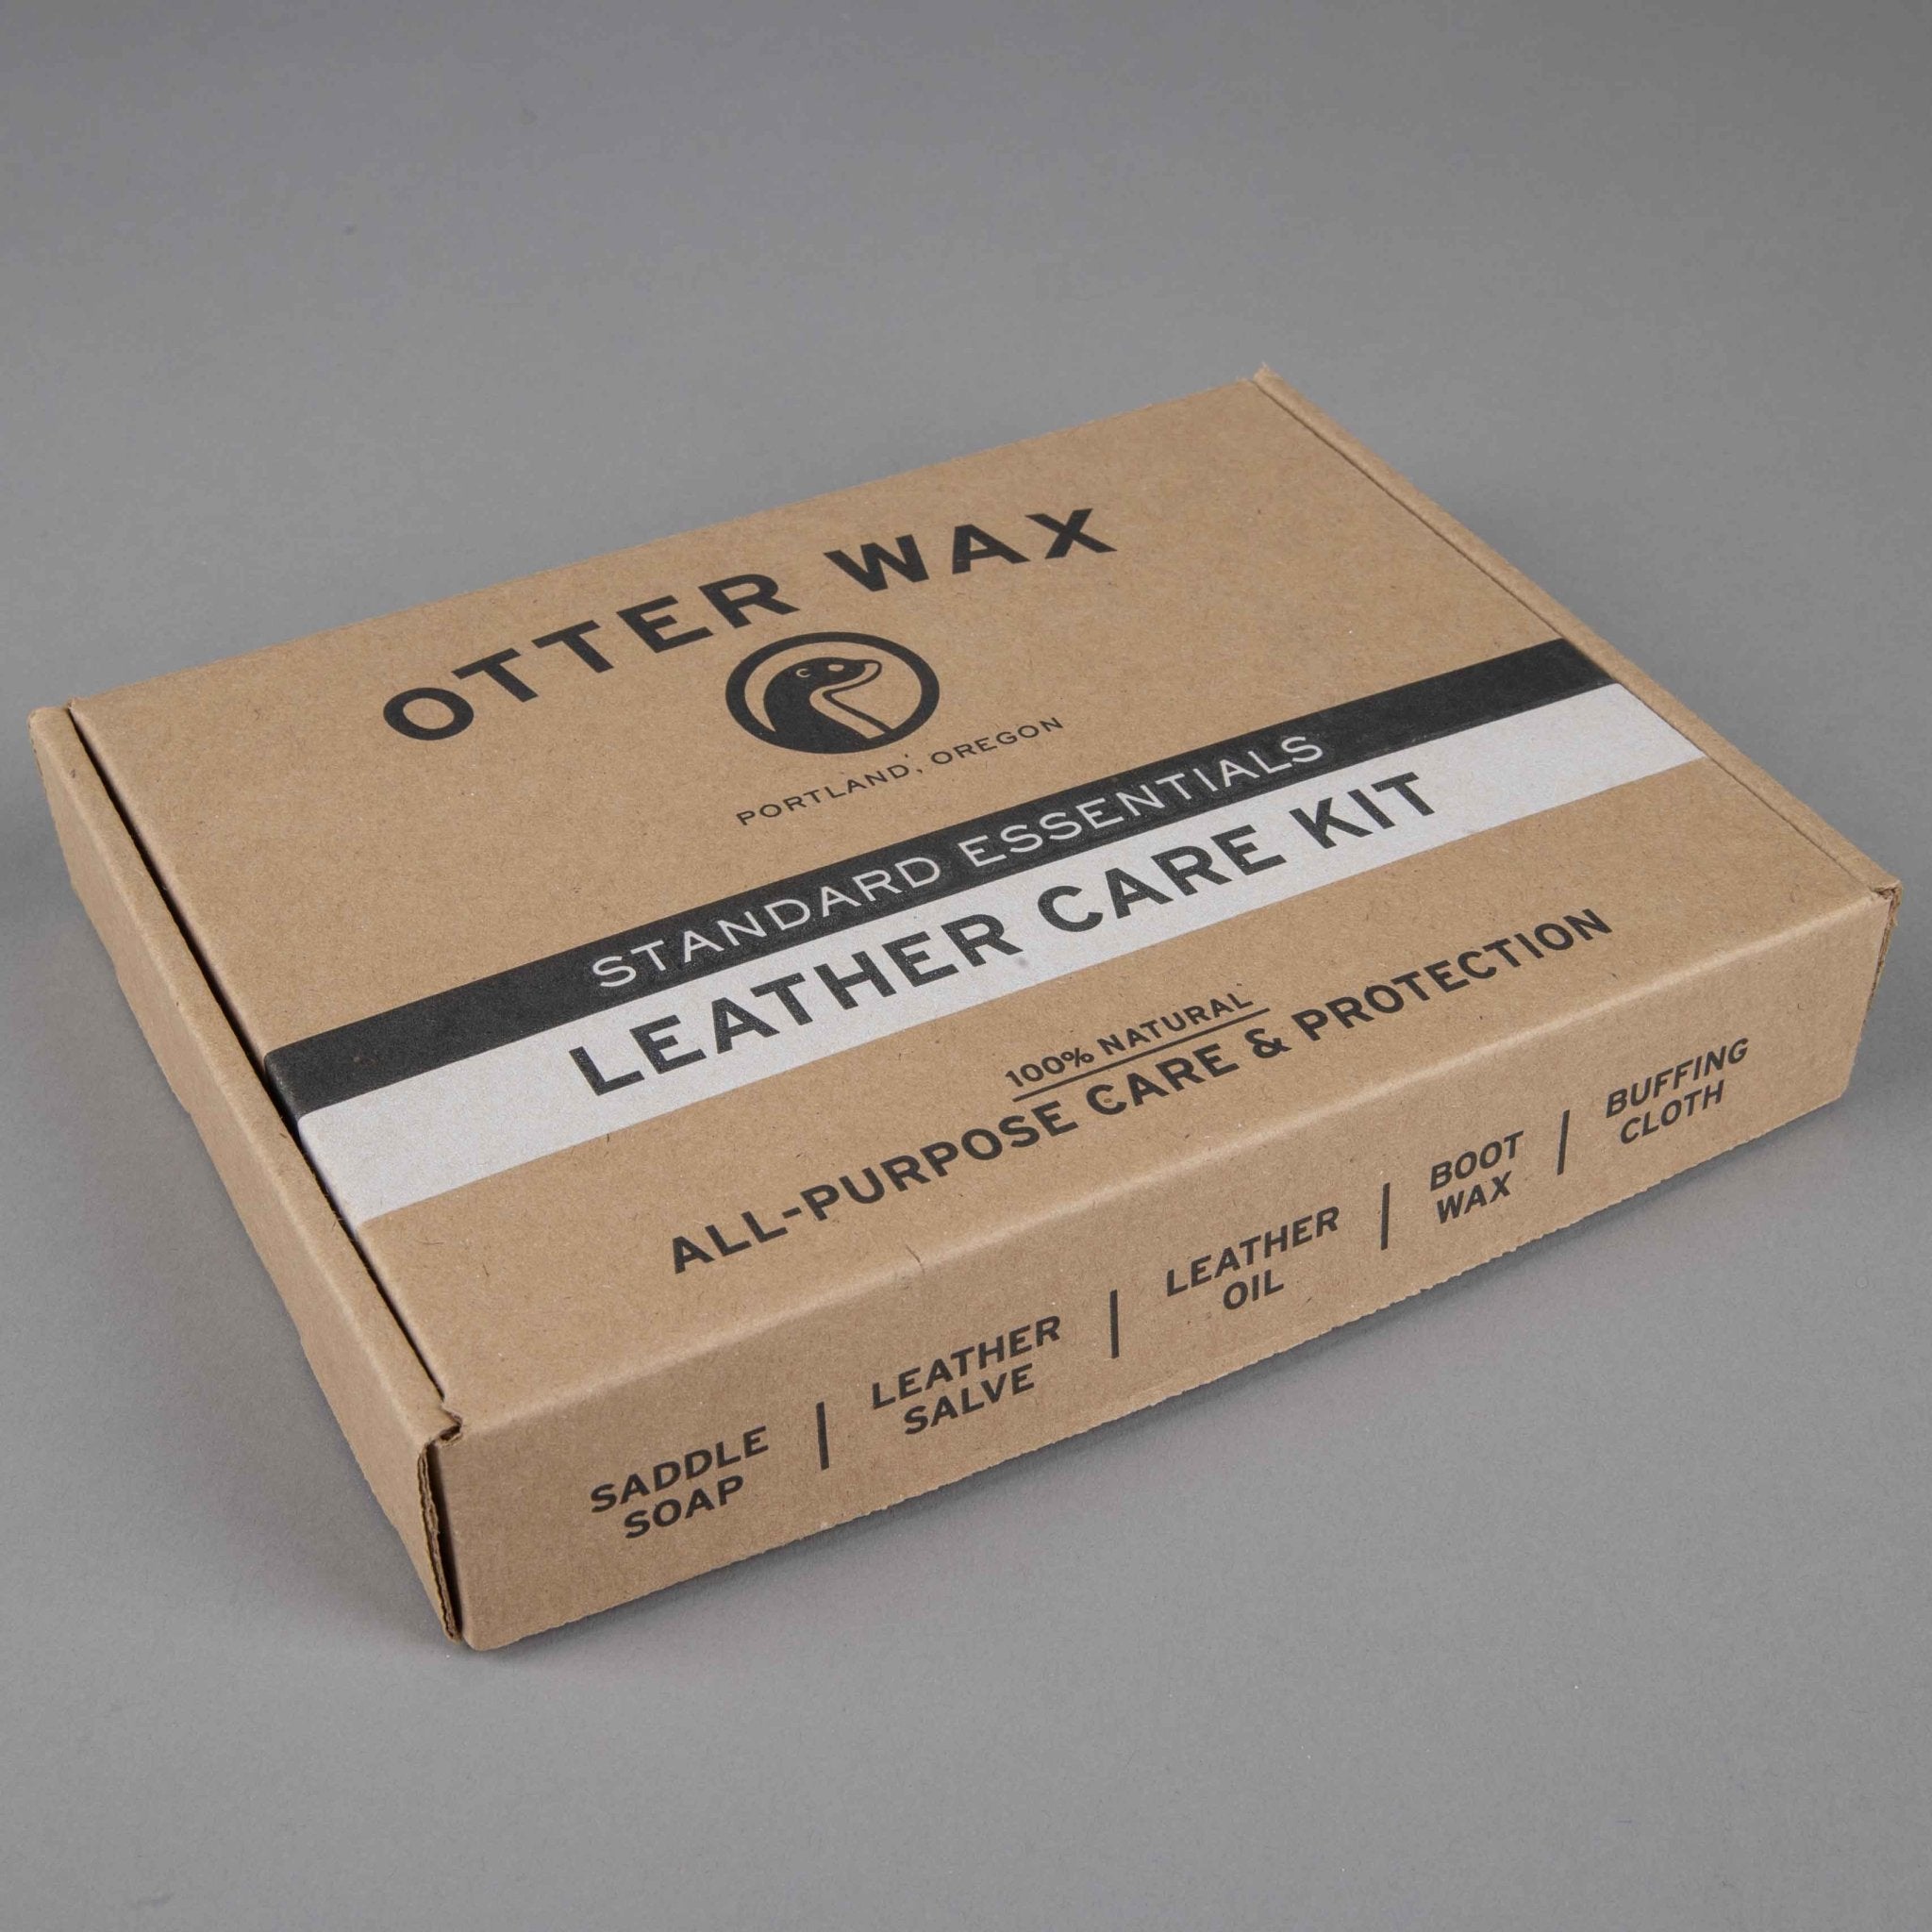 OTTER WAX
PORTLAND, OREGON
STANDARD ESSENTIALS
LEATHER CARE KIT
100% NATURAL
ALL-PURPOSE CARE & PROTECTION
SADDLE
SOAP
LEATHER
SALVE
LEATHER
OIL
BOOT
WAX
BUFFING
CLOTH